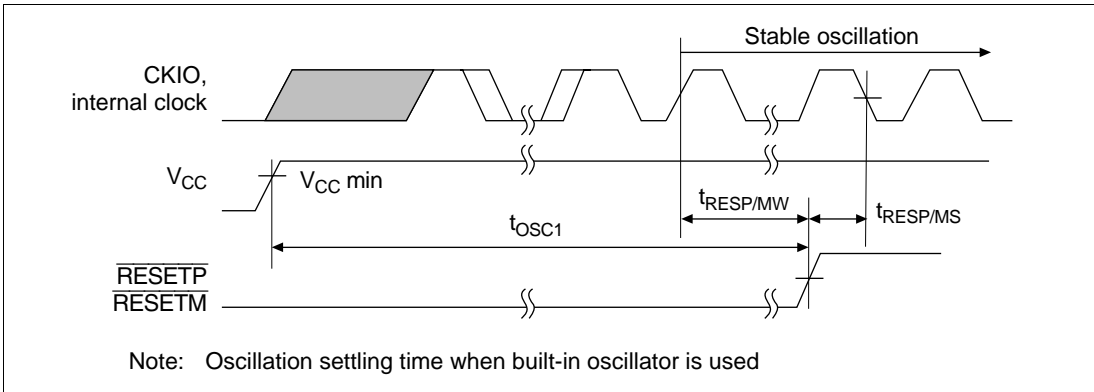 Stable oscillation
CKIO,
internal clock
VCC
VCC min
tRESP/MW
tRESP/MS
tOSC1
RESETP
RESETM
Note: Oscillation settling time when built-in oscillator is used